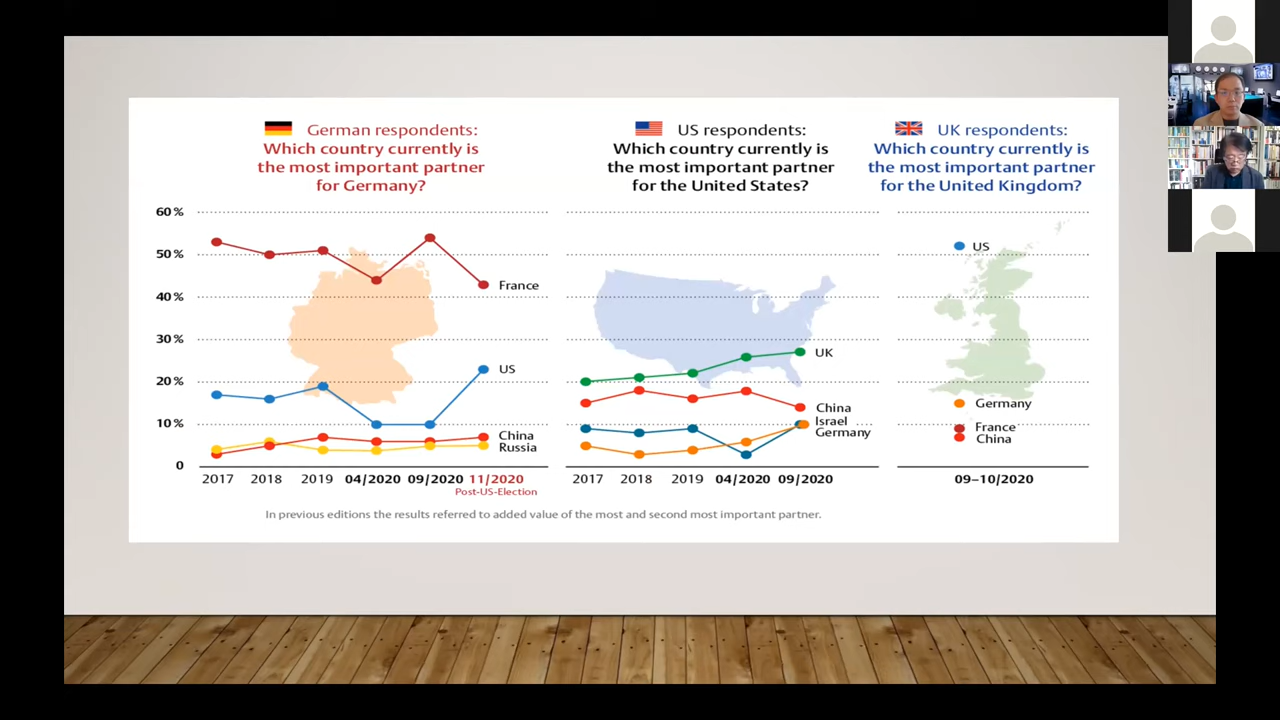 German respondents:
Which country currently is
the most important partner
for Germany?
US respondents:
Which country currently is
the most important partner
for the United States?
UK respondents:
Which country currently is
the most important partner
for the United Kingdom?
60 %
50 %
40 %
30 %
20 %
10 %
0
France
US
China
Russia
2017
2018
2019
04/2020
09/2020
11/2020
Post-US-Election
UK
China
Israel
Germany
2017
2018
2019
04/2020
09/2020
US
Germany
France
China
09–10/2020
In previous editions the results referred to added value of the most and second most important partner.